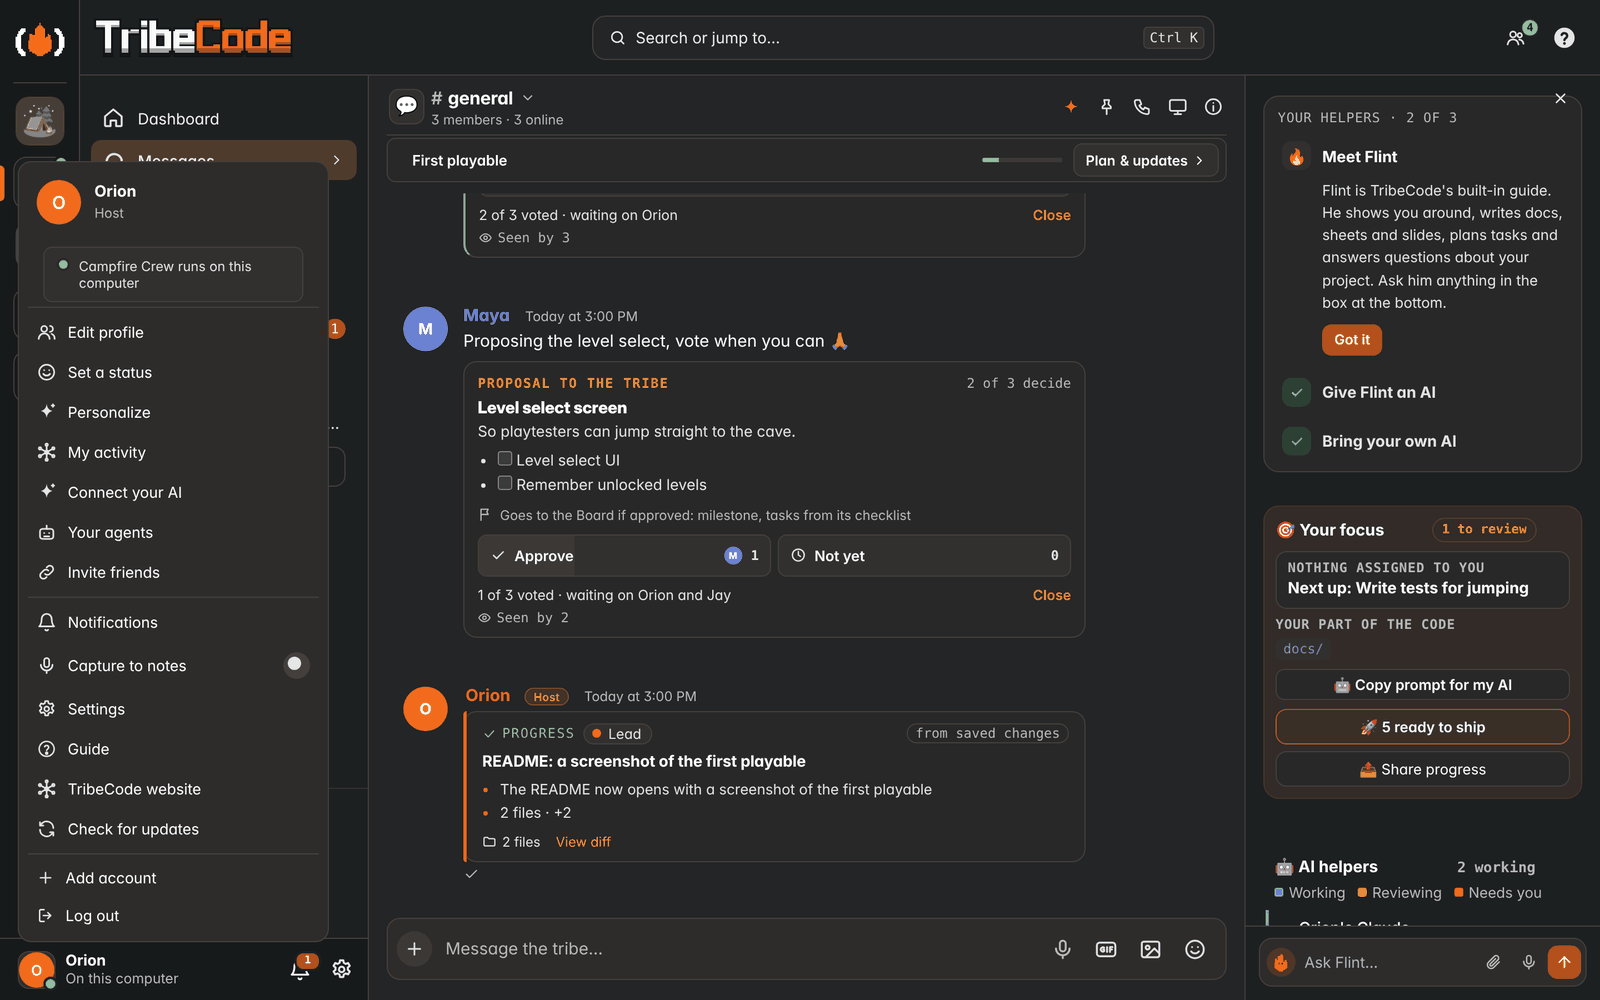 TribeCode
Search or jump to...
Ctrl K
4
Dashboard
Messages
Orion
Host
Campfire Crew runs on this
computer
Edit profile
1
Set a status
Personalize
My activity
Connect your AI
Your agents
Invite friends
Notifications
Capture to notes
Settings
Guide
TribeCode website
Check for updates
Add account
Log out
O
Orion
On this computer
1
# general
3 members · 3 online
First playable
Plan & updates
2 of 3 voted · waiting on Orion
Close
Seen by 3
M
Maya
Today at 3:00 PM
Proposing the level select, vote when you can 🙏
PROPOSAL TO THE TRIBE
2 of 3 decide
Level select screen
So playtesters can jump straight to the cave.
Level select UI
Remember unlocked levels
Goes to the Board if approved: milestone, tasks from its checklist
Approve
M
1
Not yet
0
1 of 3 voted · waiting on Orion and Jay
Close
Seen by 2
O
Orion
Host
Today at 3:00 PM
PROGRESS
Lead
from saved changes
README: a screenshot of the first playable
The README now opens with a screenshot of the first playable
2 files · +2
2 files
View diff
Message the tribe...
GIF
YOUR HELPERS · 2 OF 3
Meet Flint
Flint is TribeCode's built-in guide.
He shows you around, writes docs,
sheets and slides, plans tasks and
answers questions about your
project. Ask him anything in the
box at the bottom.
Got it
Give Flint an AI
Bring your own AI
Your focus
1 to review
NOTHING ASSIGNED TO YOU
Next up: Write tests for jumping
YOUR PART OF THE CODE
docs/
Copy prompt for my AI
5 ready to ship
Share progress
AI helpers
2 working
Working
Reviewing
Needs you
Orion's Claude
Ask Flint...